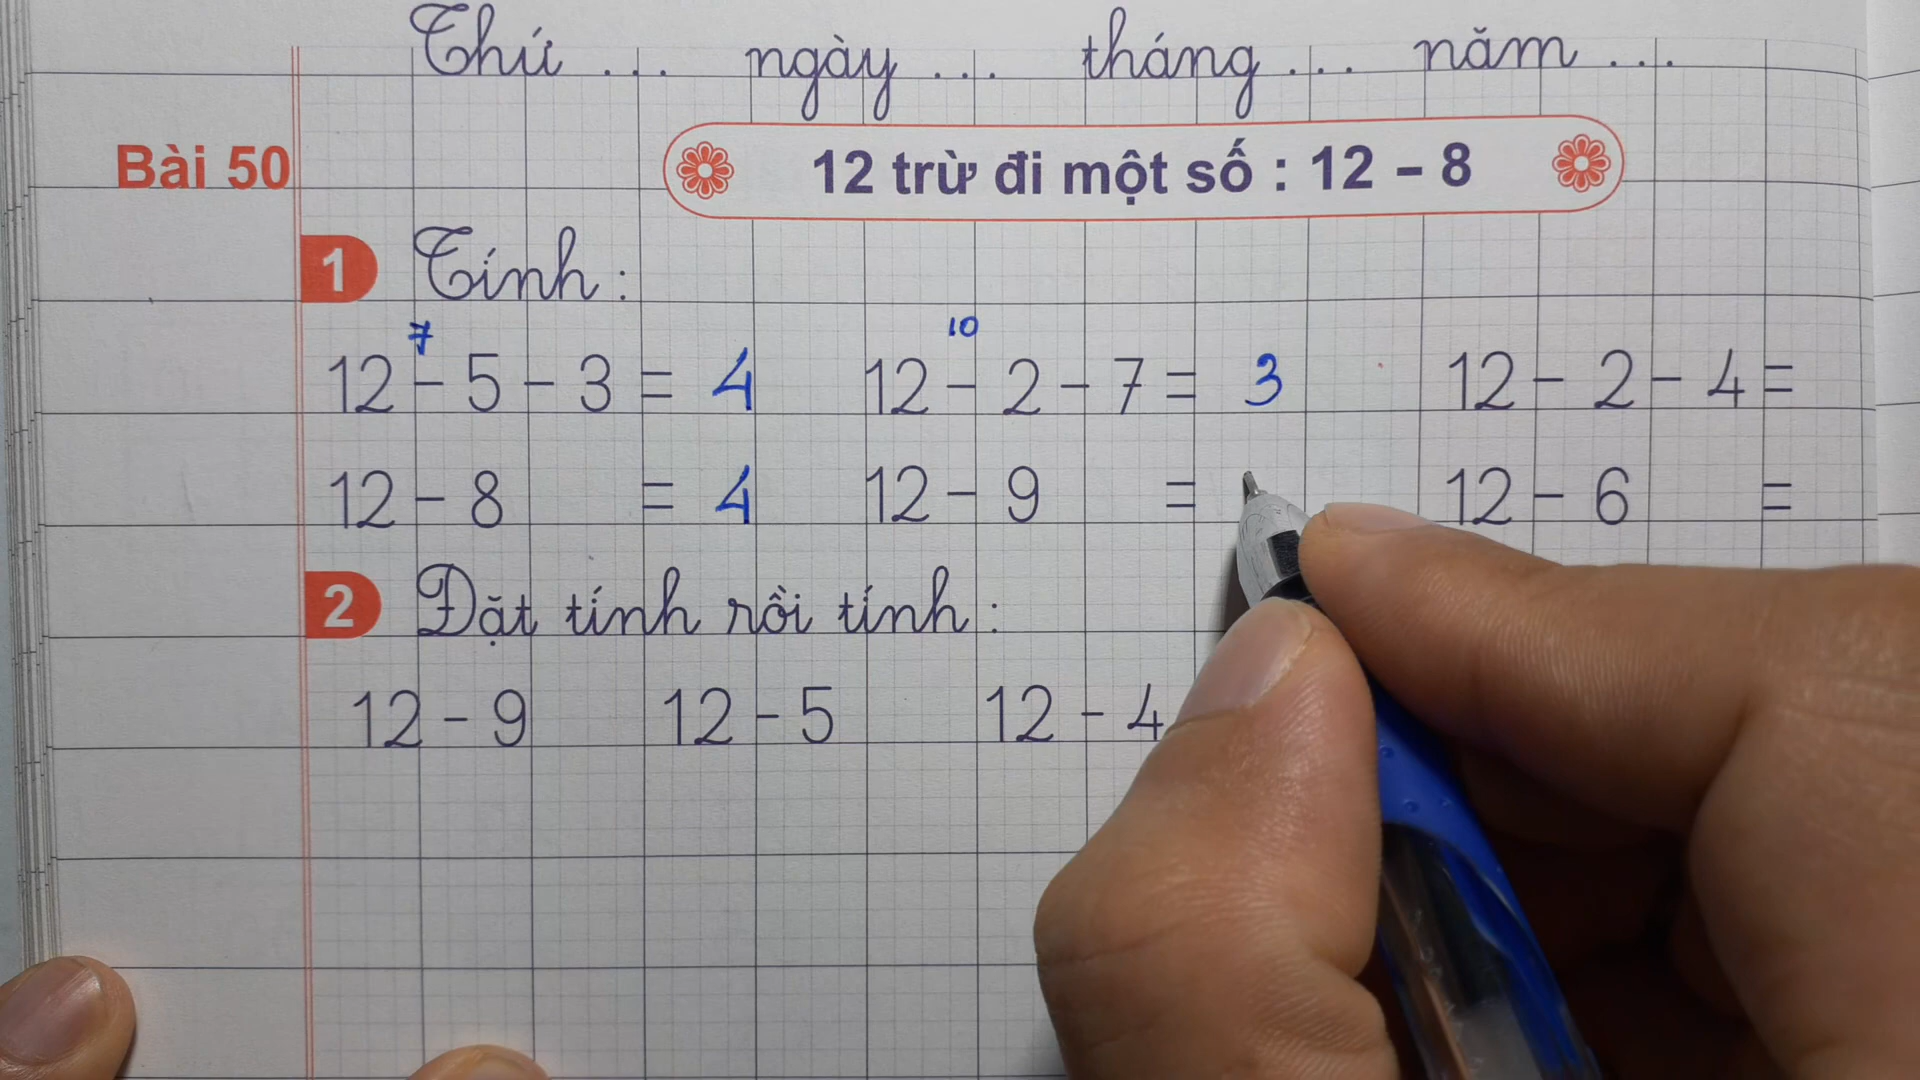 Thứ ... ngày ... tháng ... năm ...
Bài 50 12 trừ đi một số : 12 – 8
1 Tính :
7 10
12 – 5 – 3 = 4 12 – 2 – 7 = 3 12 – 2 – 4 =
12 – 8 = 4 12 – 9 = 12 – 6 =
2 Đặt tính rồi tính :
12 – 9 12 – 5 12 – 4